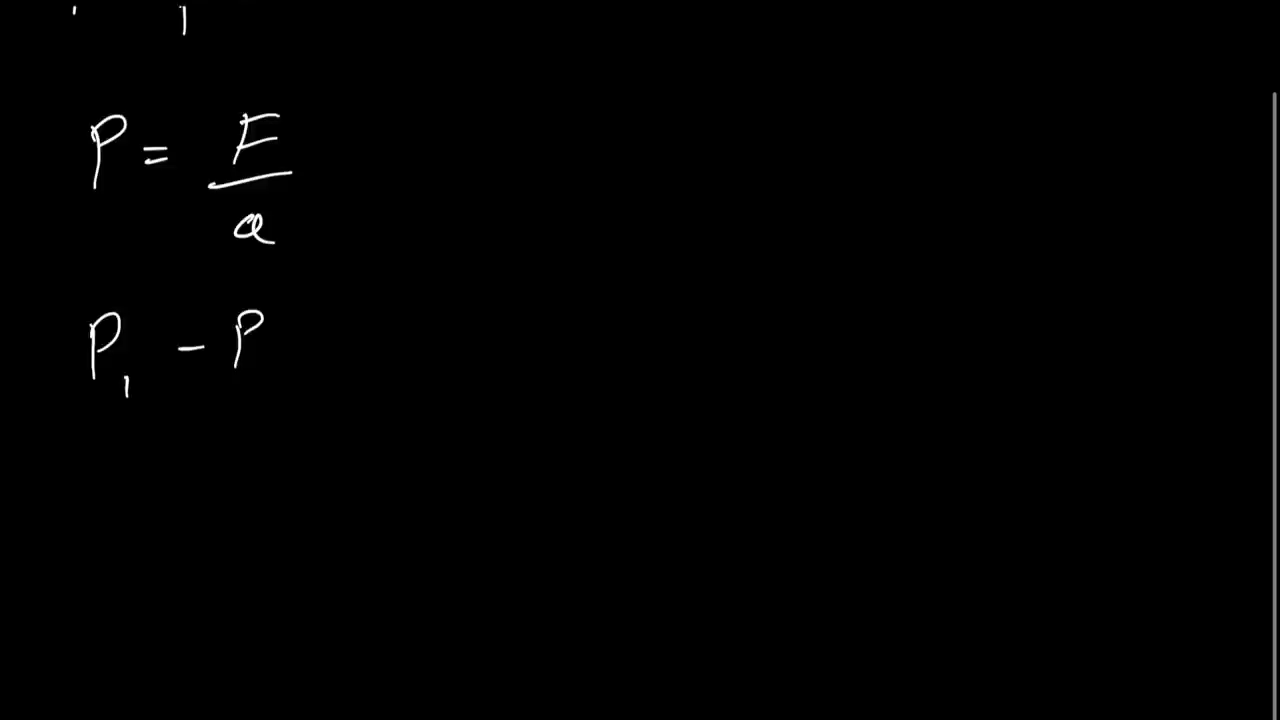 P = F
a
P₁ - P